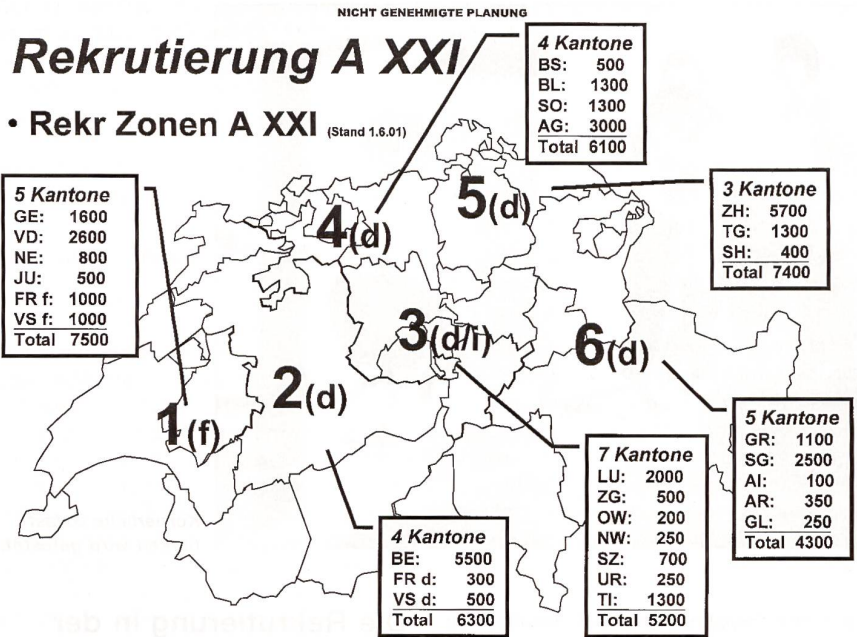 NICHT GENEHMIGTE PLANUNG
Rekrutierung A XXI
• Rekr Zonen A XXI (Stand 1.6.01)
4 Kantone
BS: 500
BL: 1300
SO: 1300
AG: 3000
Total 6100
5 Kantone
GE: 1600
VD: 2600
NE: 800
JU: 500
FR f: 1000
VS f: 1000
Total 7500
3 Kantone
ZH: 5700
TG: 1300
SH: 400
Total 7400
4(d)
5(d)
3(d/i)
6(d)
2(d)
1(f)
5 Kantone
GR: 1100
SG: 2500
AI: 100
AR: 350
GL: 250
Total 4300
7 Kantone
LU: 2000
ZG: 500
OW: 200
NW: 250
SZ: 700
UR: 250
TI: 1300
Total 5200
4 Kantone
BE: 5500
FR d: 300
VS d: 500
Total 6300